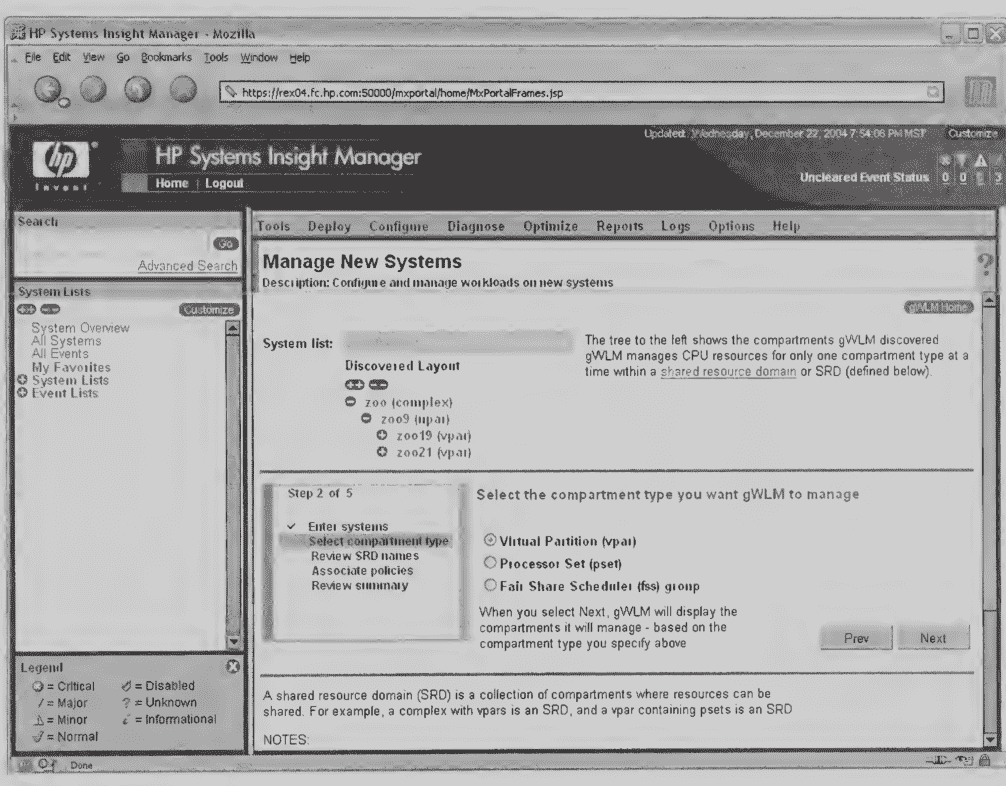 HP Systems Insight Manager - Mozilla
File Edit View Go Bookmarks Tools Window Help
https://rex04.fc.hp.com:50000/mxportal/home/MxPortalFrames.jsp
Updated: Wednesday, December 22, 2004 7:54:06 PM MST Customize
hp
invent
HP Systems Insight Manager
Home | Logout
Uncleared Event Status 0 0 3
Search
Go
Advanced Search
System Lists
Customize
System Overview
All Systems
All Events
My Favorites
System Lists
Event Lists
Legend
= Critical = Disabled
= Major ? = Unknown
= Minor i = Informational
= Normal
Tools Deploy Configure Diagnose Optimize Reports Logs Options Help
Manage New Systems
?
Description: Configure and manage workloads on new systems
gWLM Home
System list:
Discovered Layout
zoo (complex)
zoo9 (npar)
zoo19 (vpar)
zoo21 (vpar)
The tree to the left shows the compartments gWLM discovered
gWLM manages CPU resources for only one compartment type at a
time within a shared resource domain or SRD (defined below).
Step 2 of 5
Enter systems
Select compartment type
Review SRD names
Associate policies
Review summary
Select the compartment type you want gWLM to manage
Virtual Partition (vpar)
Processor Set (pset)
Fair Share Scheduler (fss) group
When you select Next, gWLM will display the
compartments it will manage - based on the
compartment type you specify above
Prev Next
A shared resource domain (SRD) is a collection of compartments where resources can be
shared. For example, a complex with vpars is an SRD, and a vpar containing psets is an SRD
NOTES:
Done